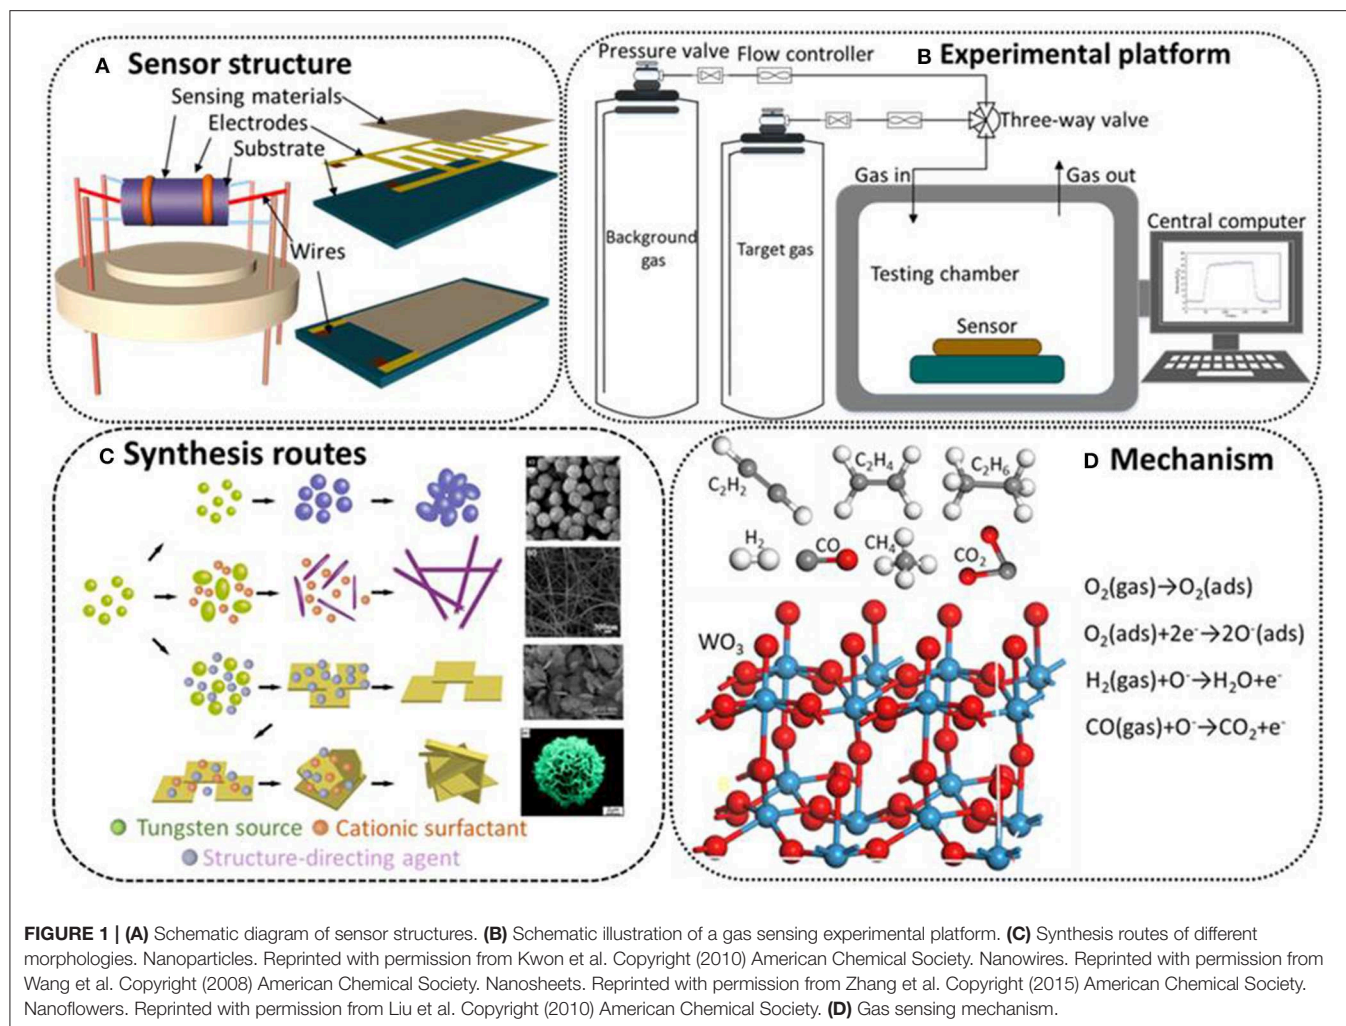 A Sensor structure
Sensing materials
Electrodes
Substrate
Wires
B Experimental platform
Pressure valve Flow controller
Three-way valve
Gas in Gas out
Background
gas
Target gas
Testing chamber
Sensor
Central computer
C Synthesis routes
Tungsten source Cationic surfactant
Structure-directing agent
D Mechanism
C₂H₂
C₂H₄
C₂H₆
H₂
CO
CH₄
CO₂
WO₃
O₂(gas)→O₂(ads)
O₂(ads)+2e⁻→2O⁻(ads)
H₂(gas)+O⁻→H₂O+e⁻
CO(gas)+O⁻→CO₂+e⁻
FIGURE 1 | (A) Schematic diagram of sensor structures. (B) Schematic illustration of a gas sensing experimental platform. (C) Synthesis routes of different
morphologies. Nanoparticles. Reprinted with permission from Kwon et al. Copyright (2010) American Chemical Society. Nanowires. Reprinted with permission from
Wang et al. Copyright (2008) American Chemical Society. Nanosheets. Reprinted with permission from Zhang et al. Copyright (2015) American Chemical Society.
Nanoflowers. Reprinted with permission from Liu et al. Copyright (2010) American Chemical Society. (D) Gas sensing mechanism.